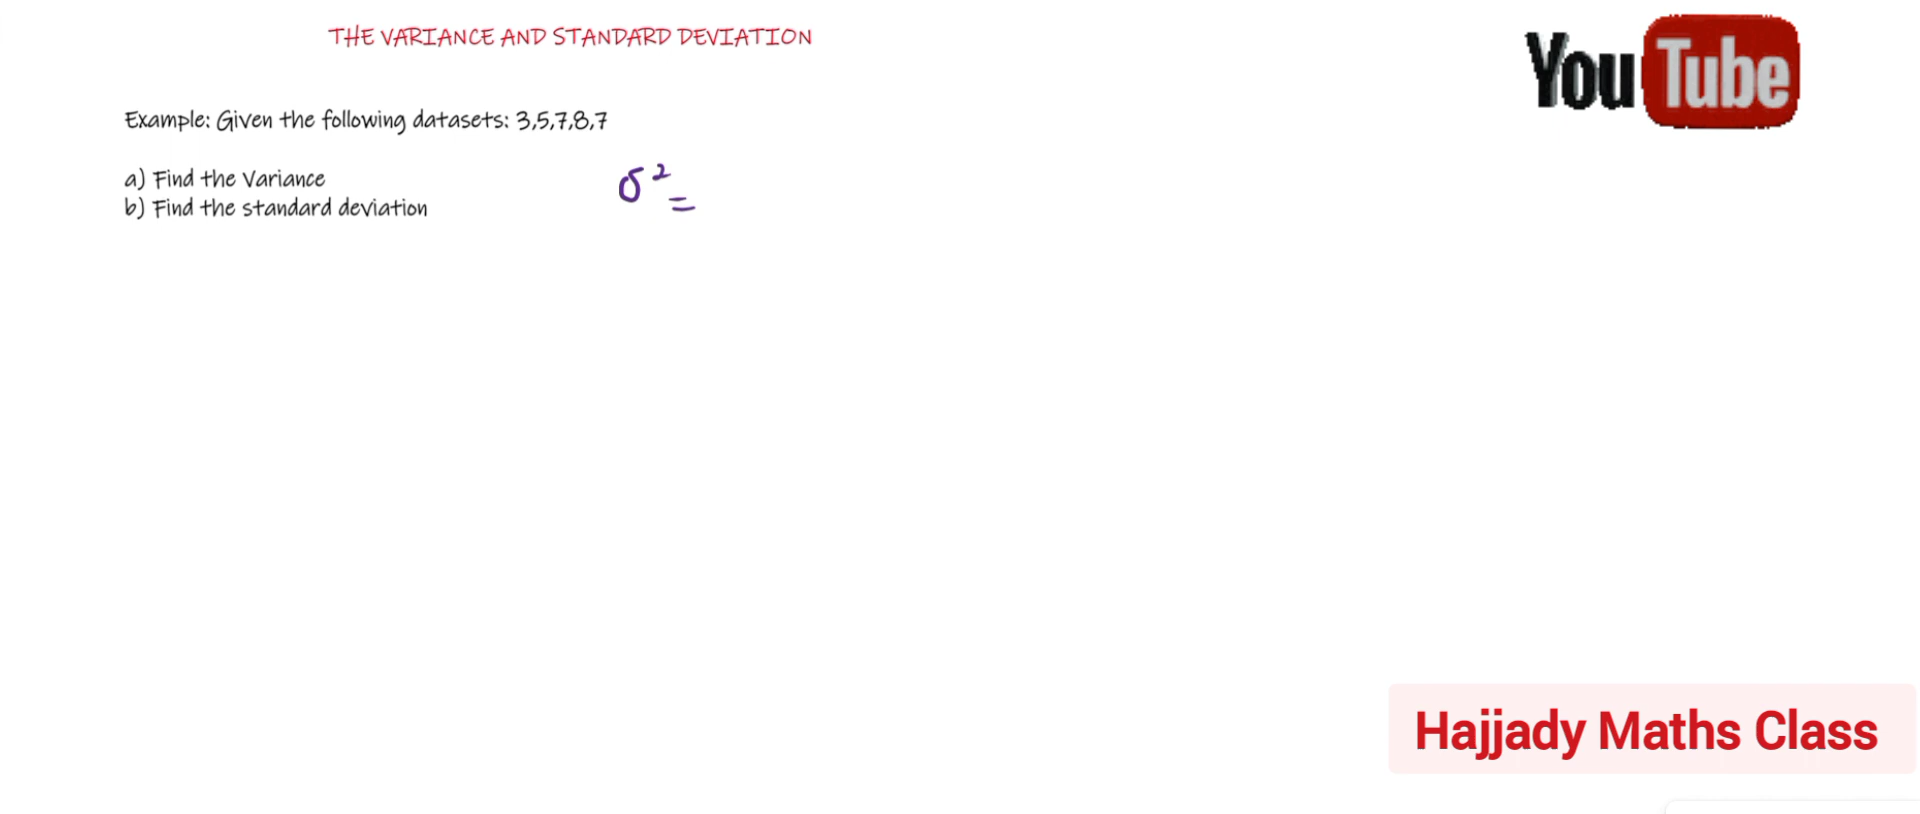 THE VARIANCE AND STANDARD DEVIATION
YouTube
Example: Given the following datasets: 3,5,7,8,7
a) Find the Variance
b) Find the standard deviation
σ² =
Hajjady Maths Class